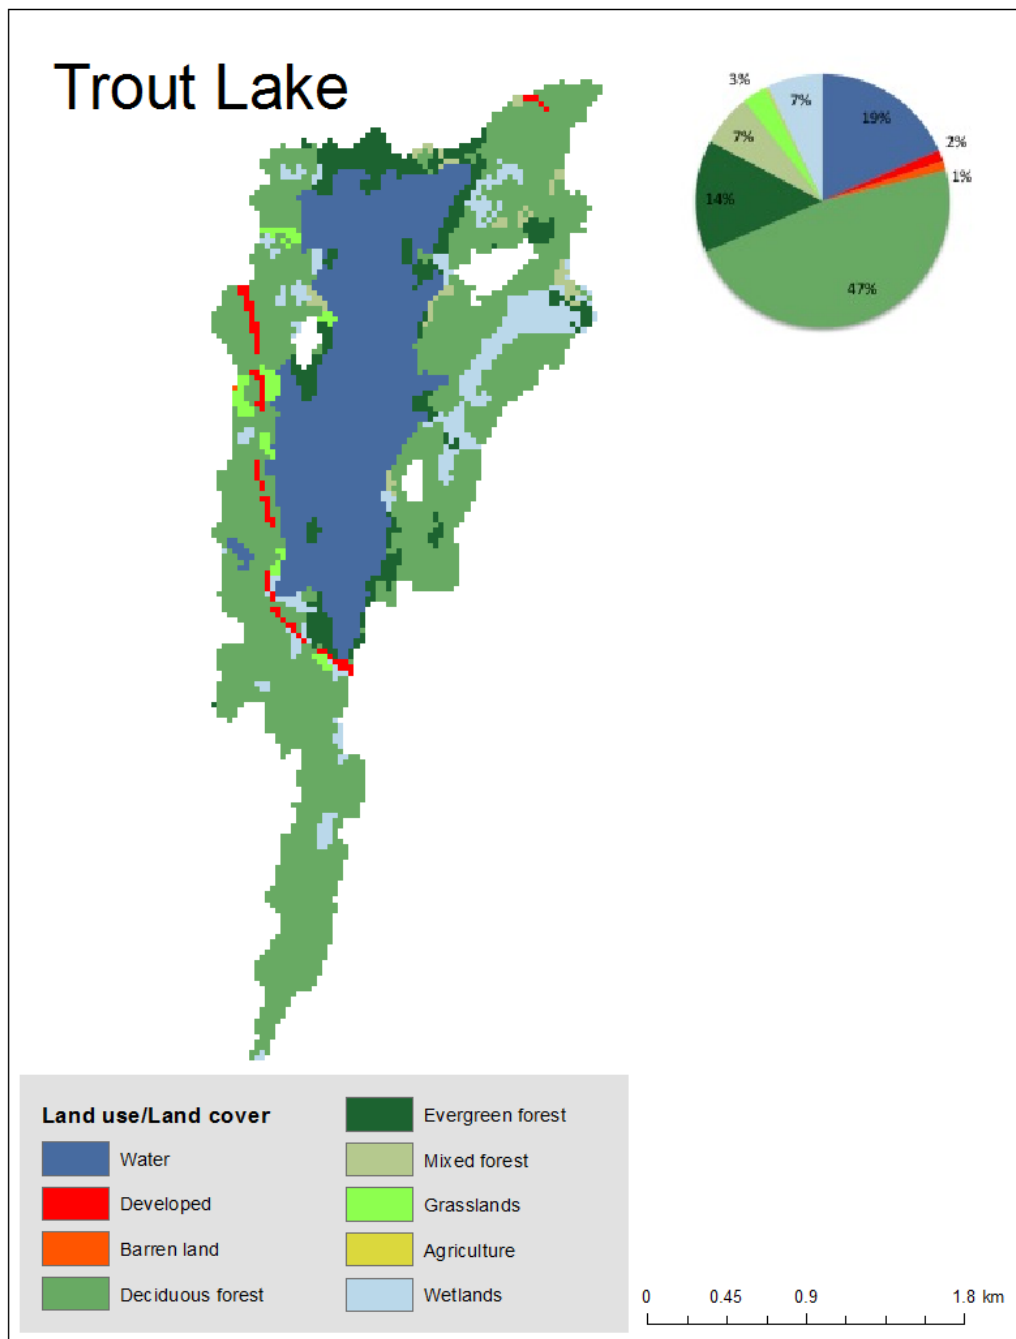 Trout Lake
3%
7%
19%
2%
7%
1%
14%
47%
Land use/Land cover
Water
Developed
Barren land
Deciduous forest
Evergreen forest
Mixed forest
Grasslands
Agriculture
Wetlands
0 0.45 0.9 1.8 km